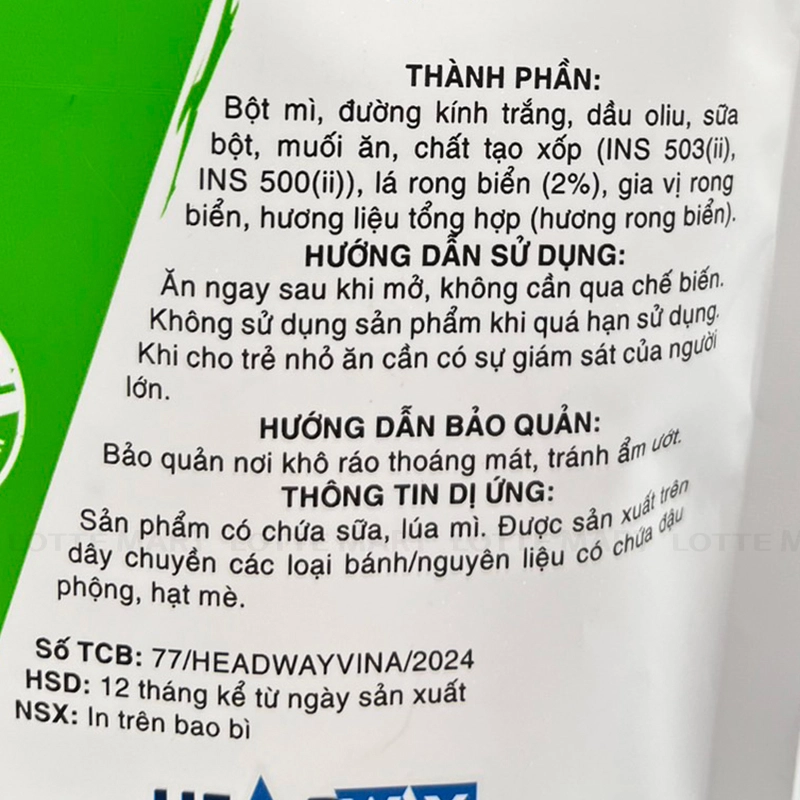 THÀNH PHẦN:
Bột mì, đường kính trắng, dầu oliu, sữa
bột, muối ăn, chất tạo xốp (INS 503(ii),
INS 500(ii)), lá rong biển (2%), gia vị rong
biển, hương liệu tổng hợp (hương rong biển).
HƯỚNG DẪN SỬ DỤNG:
Ăn ngay sau khi mở, không cần qua chế biến.
Không sử dụng sản phẩm khi quá hạn sử dụng.
Khi cho trẻ nhỏ ăn cần có sự giám sát của người
lớn.
HƯỚNG DẪN BẢO QUẢN:
Bảo quản nơi khô ráo thoáng mát, tránh ẩm ướt.
THÔNG TIN DỊ ỨNG:
Sản phẩm có chứa sữa, lúa mì. Được sản xuất trên
dây chuyền các loại bánh/nguyên liệu có chứa đậu
phộng, hạt mè.
LOTTE MART LOTTE MART LOTTE MART LOTTE M
Số TCB: 77/HEADWAYVINA/2024
HSD: 12 tháng kể từ ngày sản xuất
NSX: In trên bao bì